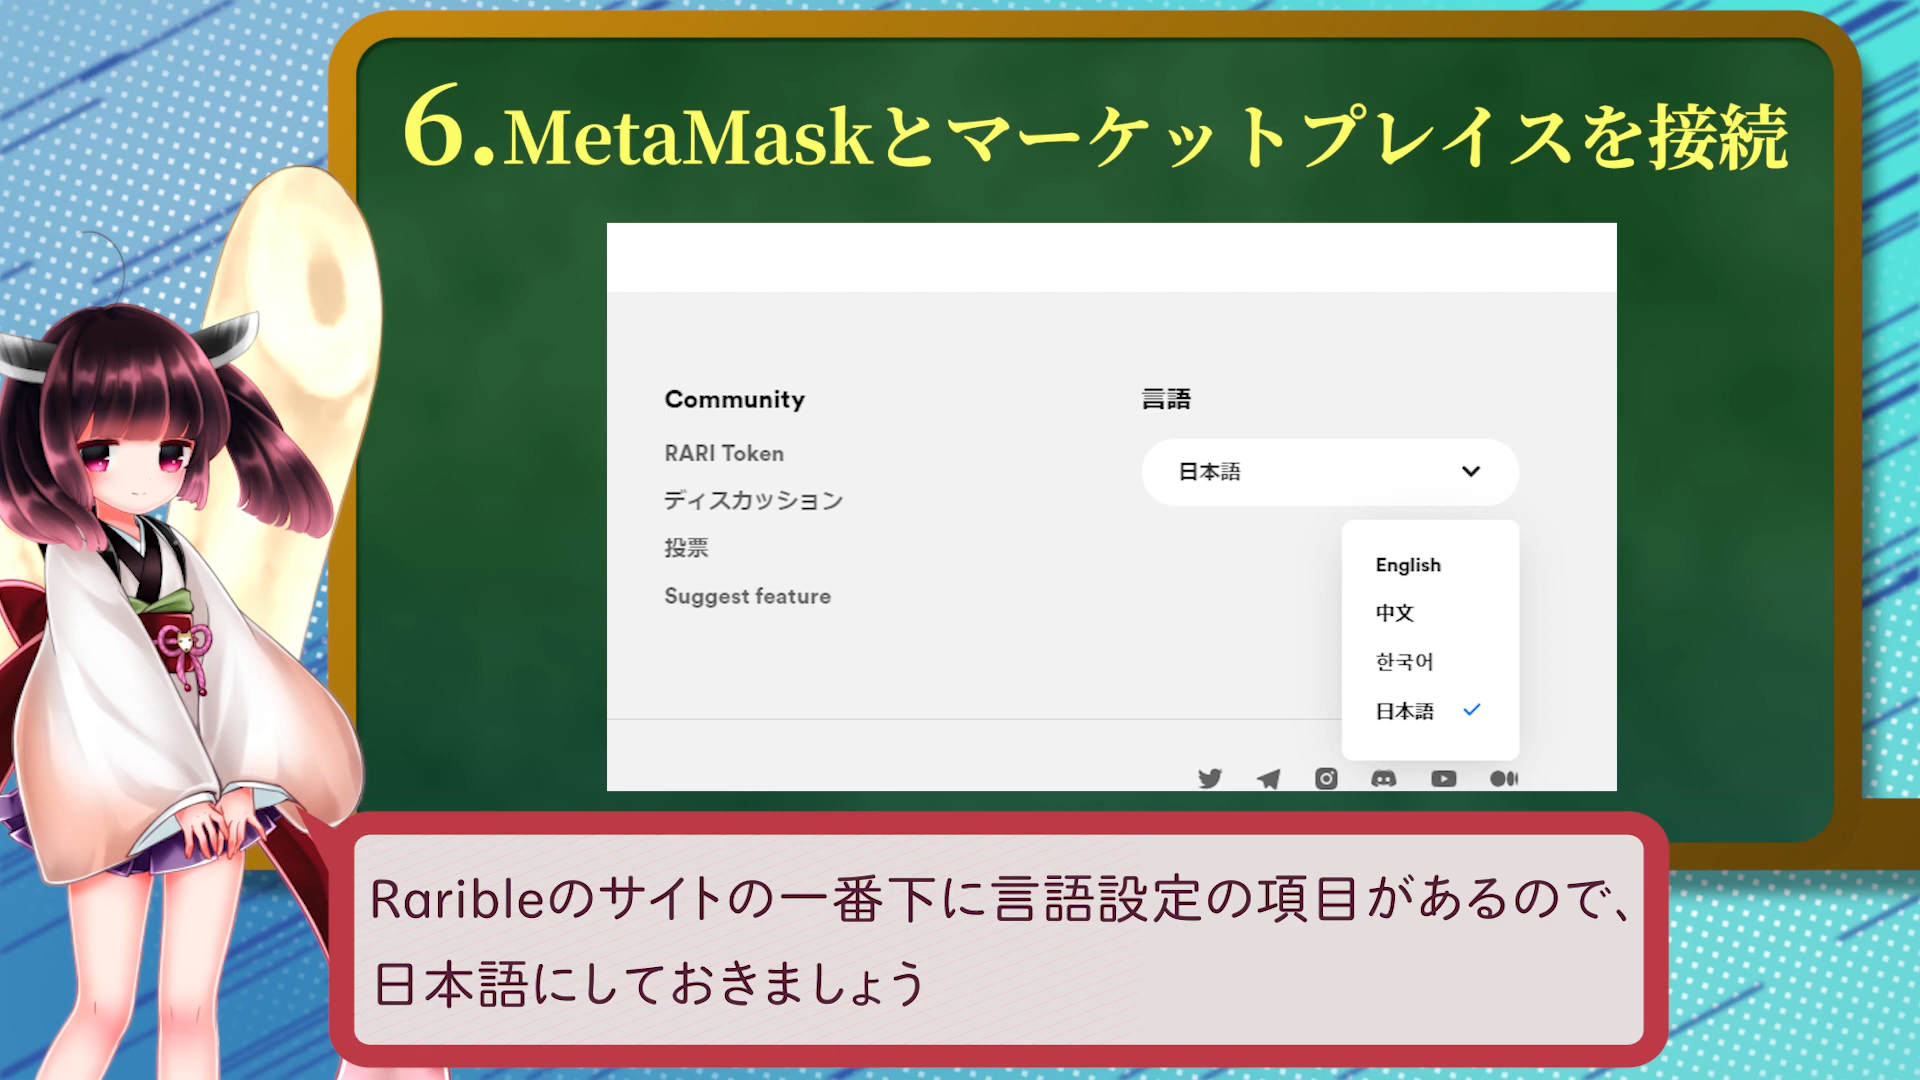 6.MetaMaskとマーケットプレイスを接続
Community
RARI Token
ディスカッション
投票
Suggest feature
言語
日本語
English
中文
한국어
日本語
Raribleのサイトの一番下に言語設定の項目があるので、
日本語にしておきましょう